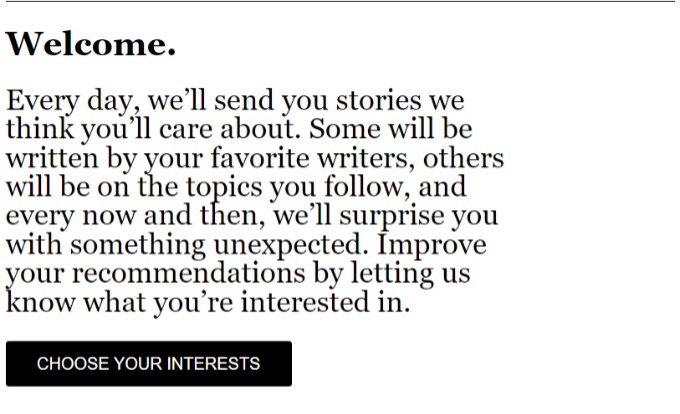 Welcome.
Every day, we’ll send you stories we
think you’ll care about. Some will be
written by your favorite writers, others
will be on the topics you follow, and
every now and then, we’ll surprise you
with something unexpected. Improve
your recommendations by letting us
know what you’re interested in.
CHOOSE YOUR INTERESTS